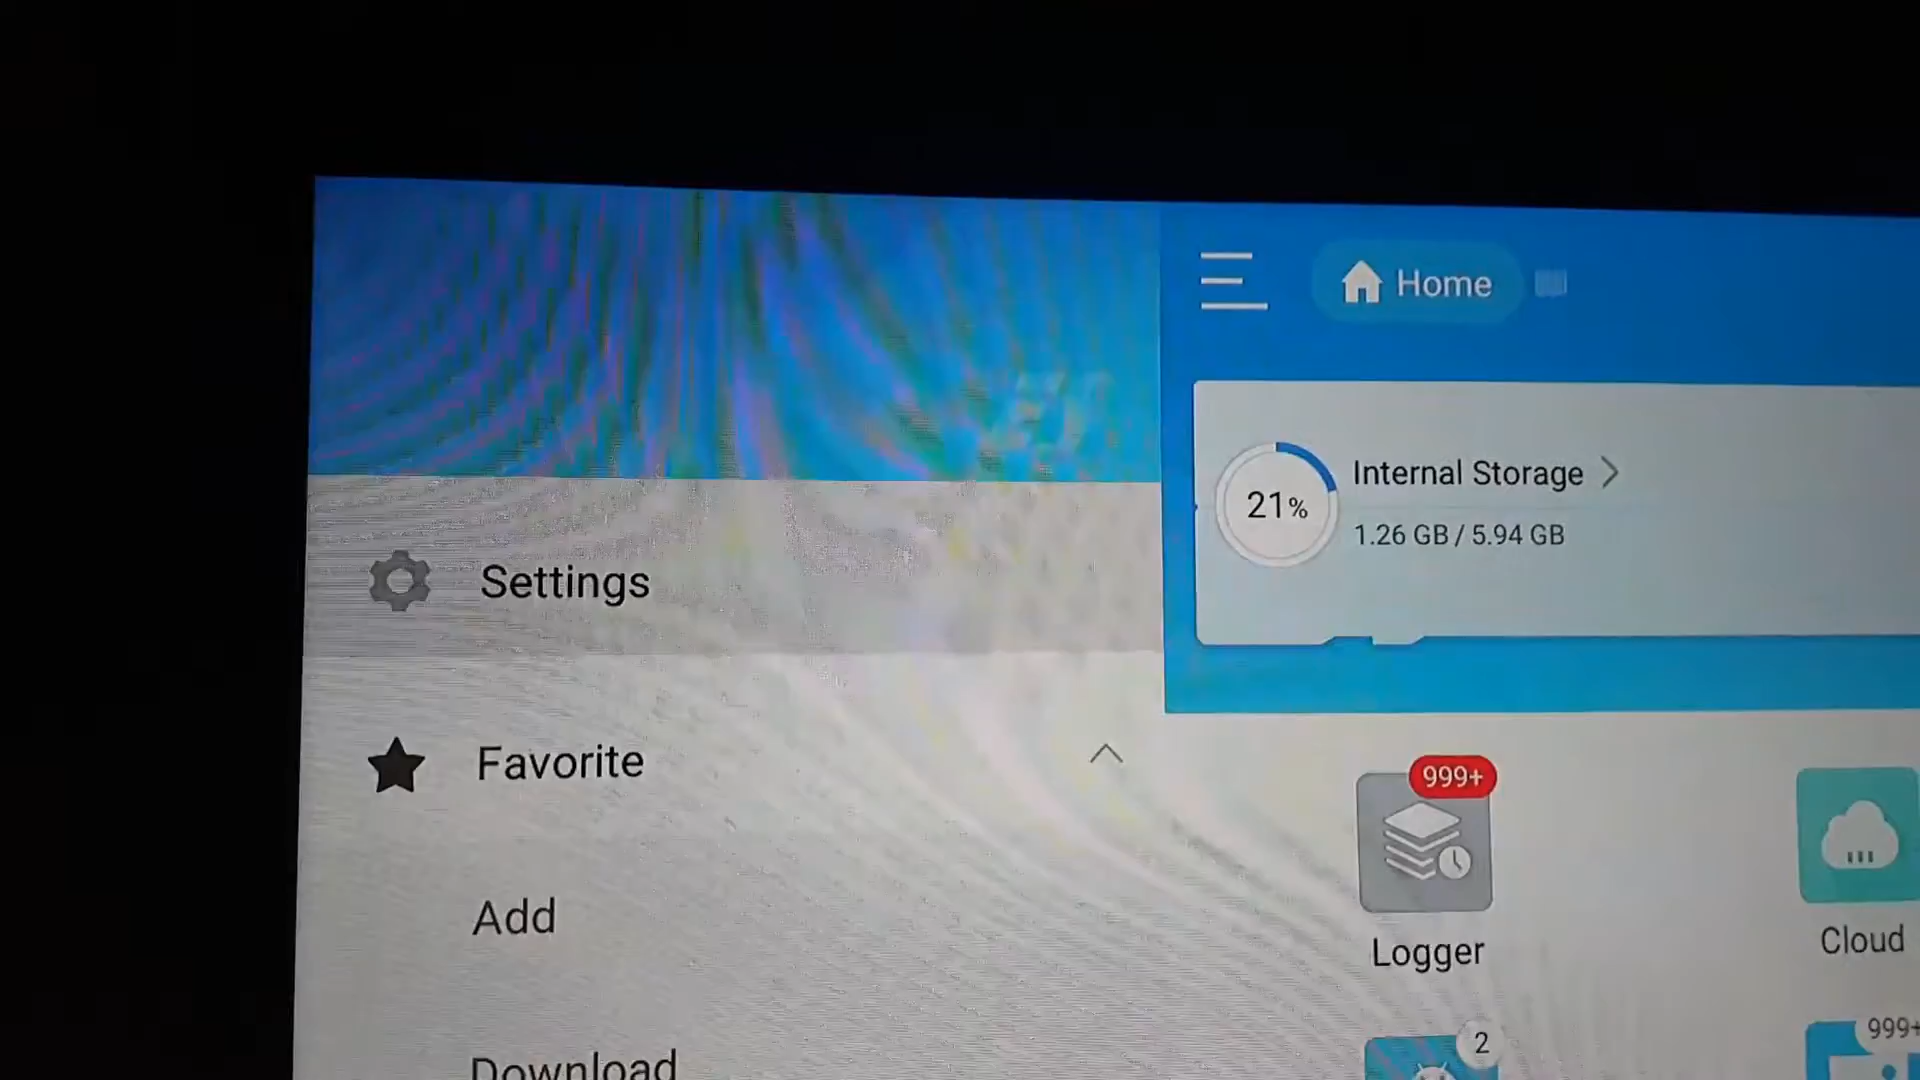 Home
21%
Internal Storage
1.26 GB / 5.94 GB
Settings
Favorite
Add
Download
999+
Logger
Cloud
2
999+